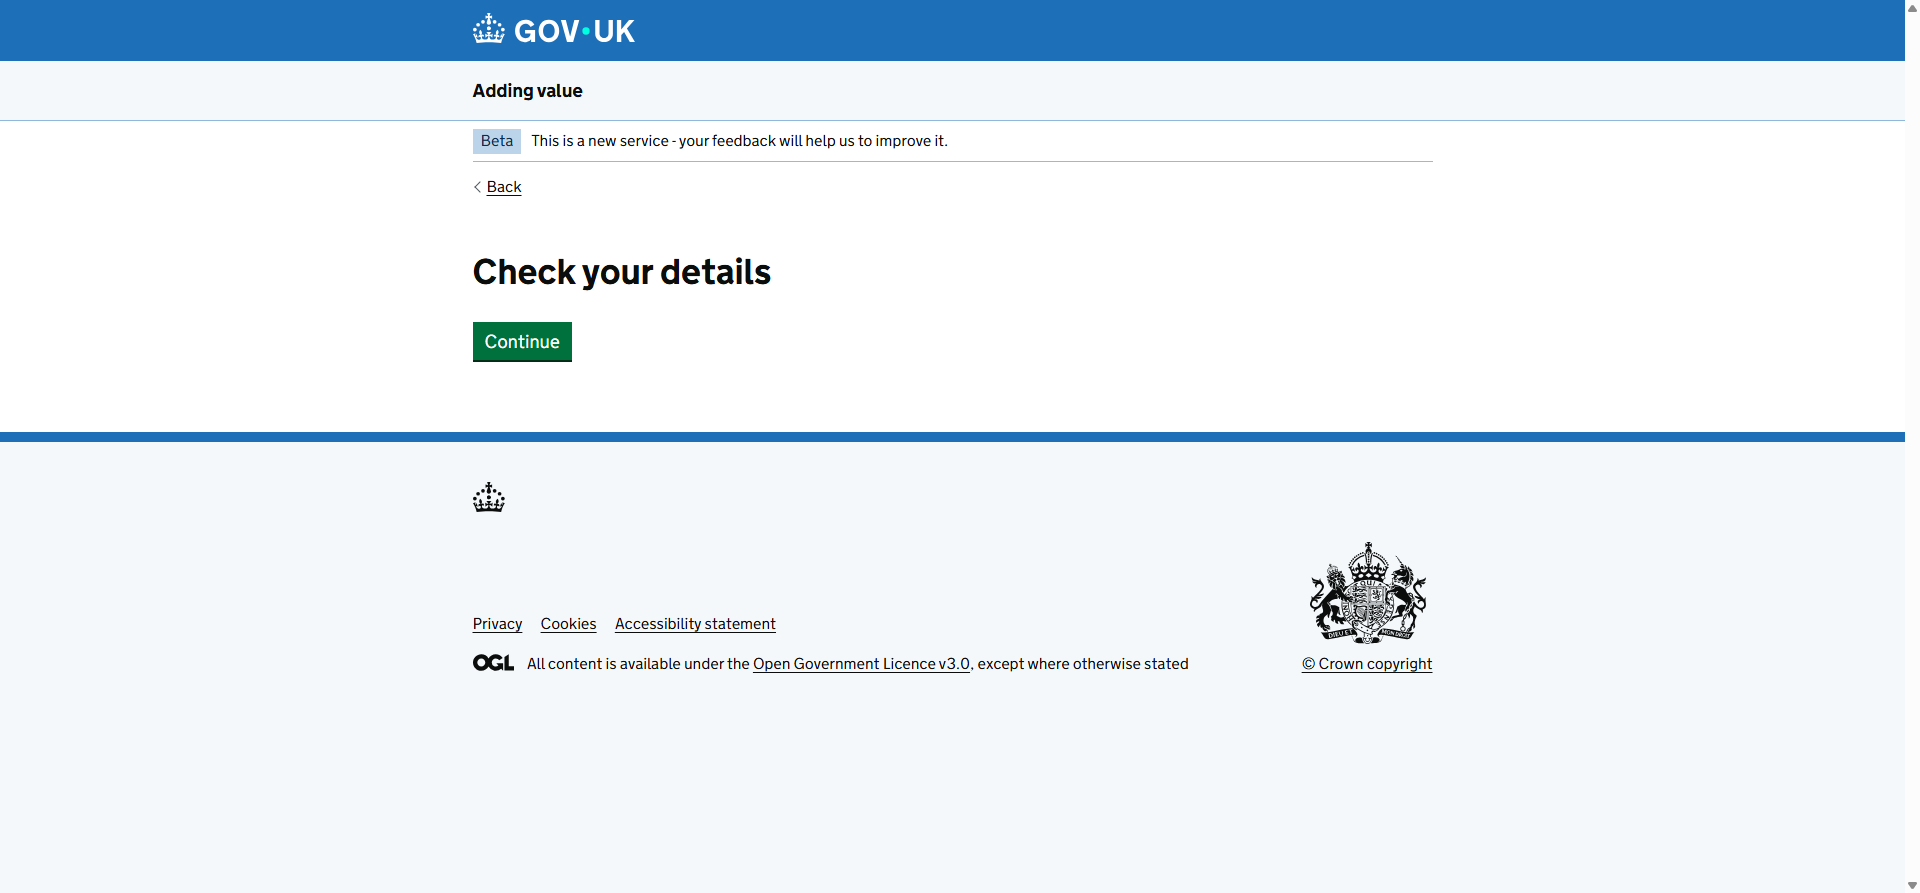 GOV·UK
Adding value
Beta This is a new service - your feedback will help us to improve it.
Back
Check your details
Continue
Privacy Cookies Accessibility statement
OGL All content is available under the Open Government Licence v3.0, except where otherwise stated
© Crown copyright